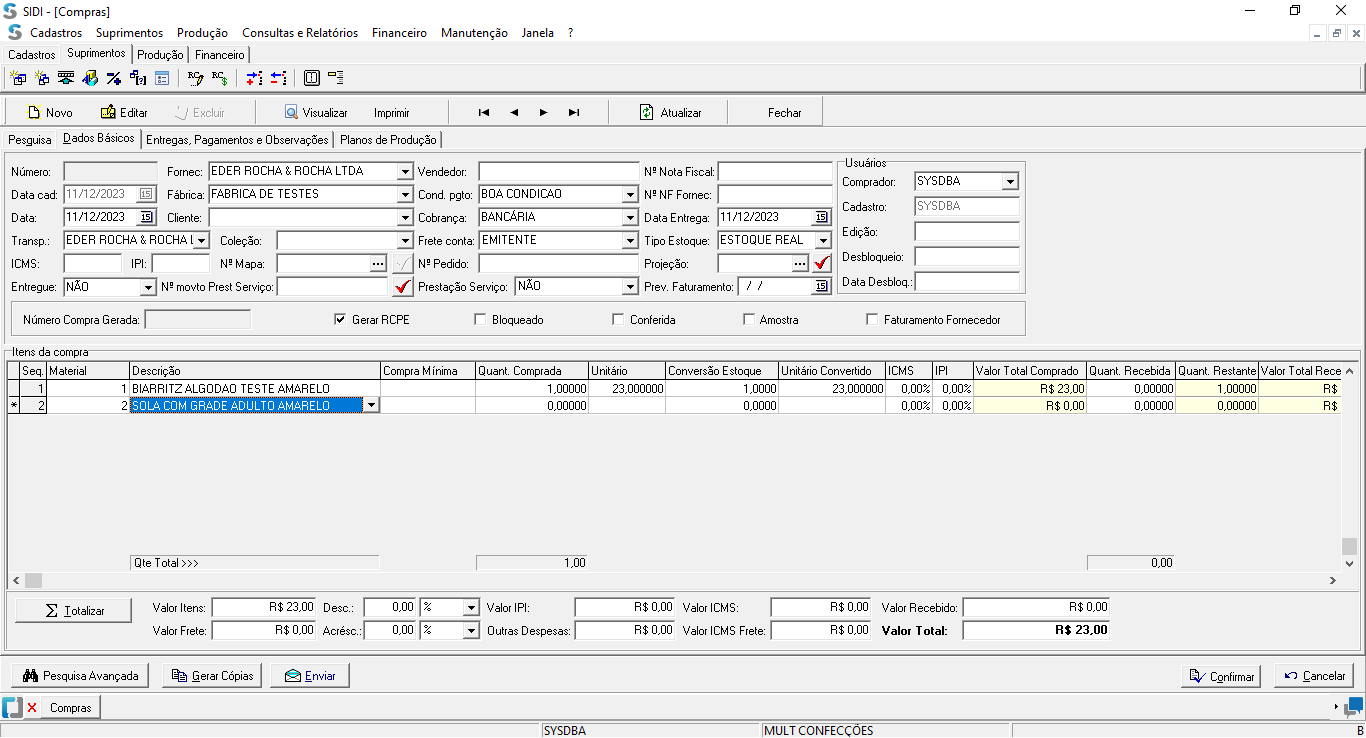 SIDI - [Compras]
Cadastros Suprimentos Produção Consultas e Relatórios Financeiro Manutenção Janela ?
Cadastros Suprimentos Produção Financeiro
Novo Editar Excluir Visualizar Imprimir Atualizar Fechar
Pesquisa Dados Básicos Entregas, Pagamentos e Observações Planos de Produção
Número: Fornec: EDER ROCHA & ROCHA LTDA Vendedor: Nº Nota Fiscal:
Data cad: 11/12/2023 15 Fábrica: FABRICA DE TESTES Cond. pgto: BOA CONDICAO Nº NF Fornec:
Data: 11/12/2023 15 Cliente: Cobrança: BANCÁRIA Data Entrega: 11/12/2023 15
Transp.: EDER ROCHA & ROCHA L Coleção: Frete conta: EMITENTE Tipo Estoque: ESTOQUE REAL
ICMS: IPI: Nº Mapa: ... Nº Pedido: Projeção: ...
Entregue: NÃO Nº movto Prest Serviço: Prestação Serviço: NÃO Prev. Faturamento: / / 15
Usuários
Comprador: SYSDBA
Cadastro: SYSDBA
Edição:
Desbloqueio:
Data Desbloq.:
Número Compra Gerada: Gerar RCPE Bloqueado Conferida Amostra Faturamento Fornecedor
Itens da compra
Seq. Material Descrição Compra Mínima Quant. Comprada Unitário Conversão Estoque Unitário Convertido ICMS IPI Valor Total Comprado Quant. Recebida Quant. Restante Valor Total Rece
1 1 BIARRITZ ALGODAO TESTE AMARELO 1,00000 23,000000 1,0000 23,000000 0,00% 0,00% R$ 23,00 0,00000 1,00000 R$
* 2 2 SOLA COM GRADE ADULTO AMARELO 0,00000 0,0000 0,00% 0,00% R$ 0,00 0,00000 0,00000 R$
Qte Total >>> 1,00 0,00
Σ Totalizar Valor Itens: R$ 23,00 Desc.: 0,00 % Valor IPI: R$ 0,00 Valor ICMS: R$ 0,00 Valor Recebido: R$ 0,00
Valor Frete: R$ 0,00 Acrésc.: 0,00 % Outras Despesas: R$ 0,00 Valor ICMS Frete: R$ 0,00 Valor Total: R$ 23,00
Pesquisa Avançada Gerar Cópias Enviar Confirmar Cancelar
Compras
SYSDBA MULT CONFECÇÕES B